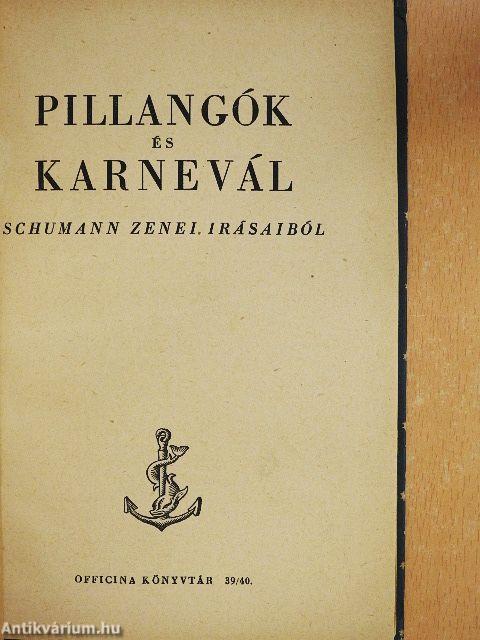 PILLANGÓK
ÉS
KARNEVÁL
SCHUMANN ZENEI IRÁSAIBÓL
OFFICINA KÖNYVTÁR 39/40.
Antikvárium.hu